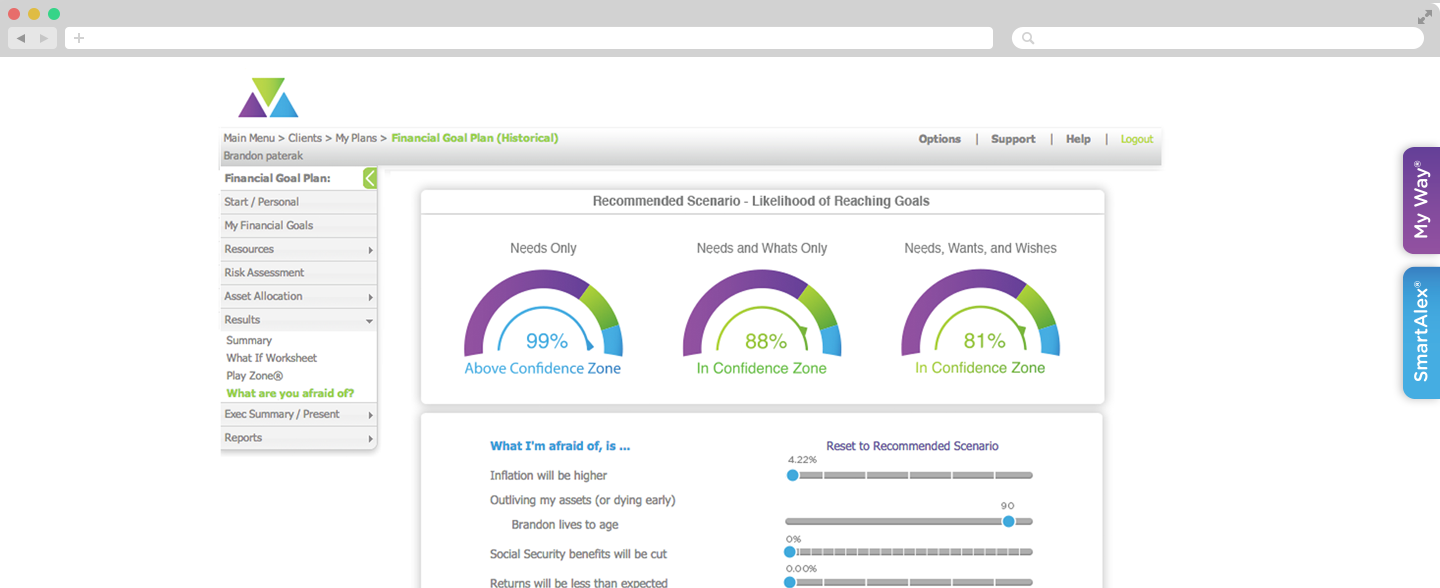 Main Menu > Clients > My Plans > Financial Goal Plan (Historical)
Options | Support | Help | Logout
Brandon paterak
Financial Goal Plan:
Start / Personal
My Financial Goals
Resources
Risk Assessment
Asset Allocation
Results
Summary
What If Worksheet
Play Zone®
What are you afraid of?
Exec Summary / Present
Reports
Recommended Scenario - Likelihood of Reaching Goals
Needs Only
99%
Above Confidence Zone
Needs and Whats Only
88%
In Confidence Zone
Needs, Wants, and Wishes
81%
In Confidence Zone
What I'm afraid of, is ...
Reset to Recommended Scenario
Inflation will be higher
4.22%
Outliving my assets (or dying early)
Brandon lives to age
90
Social Security benefits will be cut
0%
Returns will be less than expected
0.00%
My Way®
SmartAlex®